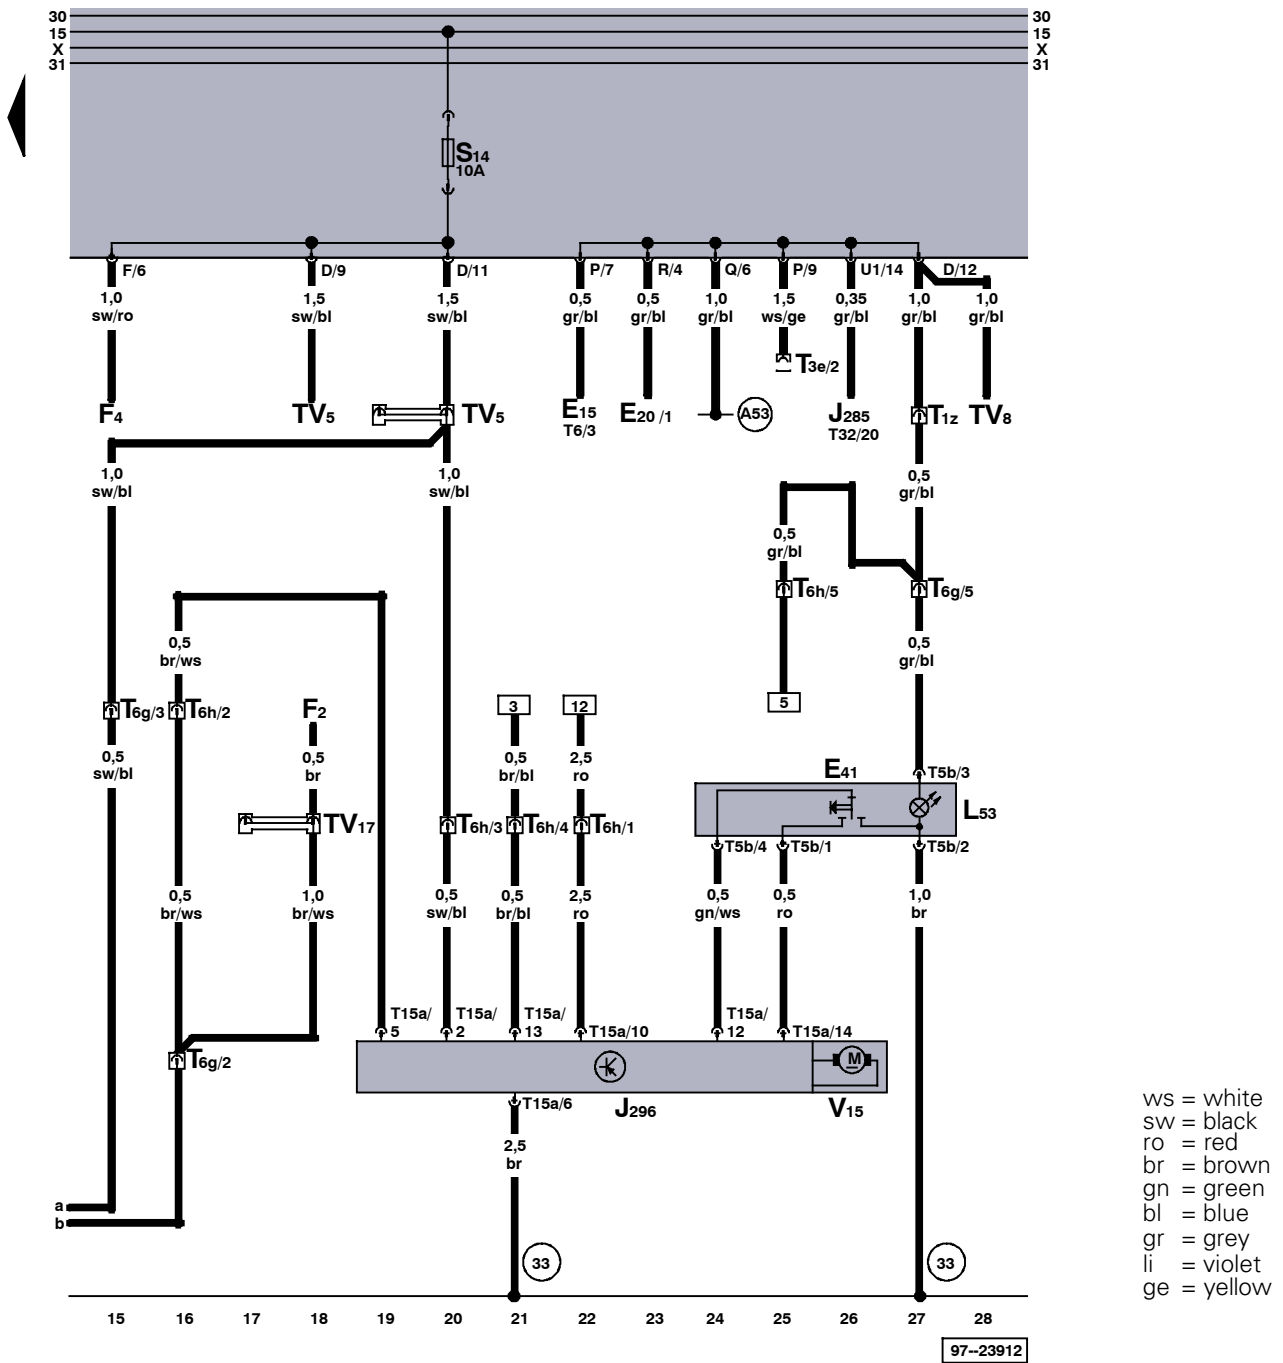 30 30
15 15
X X
31 31
S14
10A
F/6 D/9 D/11 P/7 R/4 Q/6 P/9 U1/14 D/12
1,0 1,5 1,5 0,5 0,5 1,0 1,5 0,35 1,0 1,0
sw/ro sw/bl sw/bl gr/bl gr/bl gr/bl ws/ge gr/bl gr/bl gr/bl
T3e/2
F4 TV5 TV5 E15 E20 /1 A53 J285 T1z TV8
T6/3 T32/20
1,0 1,0 0,5
sw/bl sw/bl gr/bl
0,5
gr/bl
T6h/5 T6g/5
0,5 0,5
br/ws gr/bl
T6g/3 T6h/2 F2 3 12 5
0,5 0,5 0,5 2,5
sw/bl br br/bl ro
E41 T5b/3
L53
TV17 T6h/3 T6h/4 T6h/1
T5b/4 T5b/1 T5b/2
0,5 1,0 0,5 0,5 2,5 0,5 0,5 1,0
br/ws br/ws sw/bl br/bl ro gn/ws ro br
T15a/ T15a/ T15a/ T15a/
5 2 13 T15a/10 12 T15a/14
T6g/2 M
T15a/6 J296 V15
2,5
br
a
b
33 33
15 16 17 18 19 20 21 22 23 24 25 26 27 28
97--23912
ws = white
sw = black
ro = red
br = brown
gn = green
bl = blue
gr = grey
li = violet
ge = yellow